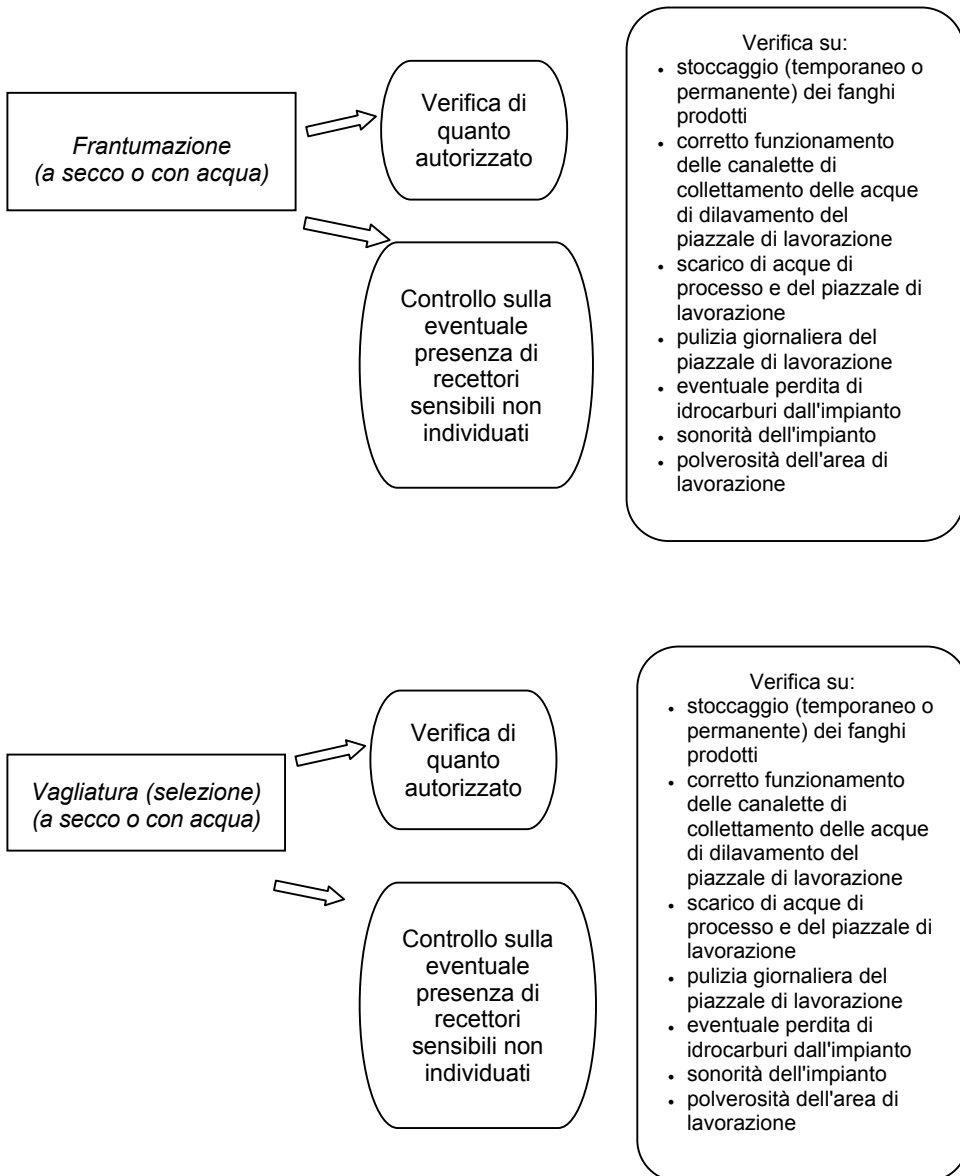 Frantumazione
(a secco o con acqua)
Verifica di
quanto
autorizzato
Controllo sulla
eventuale
presenza di
recettori
sensibili non
individuati
Verifica su:
• stoccaggio (temporaneo o
permanente) dei fanghi
prodotti
• corretto funzionamento
delle canalette di
collettamento delle acque
di dilavamento del
piazzale di lavorazione
• scarico di acque di
processo e del piazzale di
lavorazione
• pulizia giornaliera del
piazzale di lavorazione
• eventuale perdita di
idrocarburi dall'impianto
• sonorità dell'impianto
• polverosità dell'area di
lavorazione
Vagliatura (selezione)
(a secco o con acqua)
Verifica di
quanto
autorizzato
Controllo sulla
eventuale
presenza di
recettori
sensibili non
individuati
Verifica su:
• stoccaggio (temporaneo o
permanente) dei fanghi
prodotti
• corretto funzionamento
delle canalette di
collettamento delle acque
di dilavamento del
piazzale di lavorazione
• scarico di acque di
processo e del piazzale di
lavorazione
• pulizia giornaliera del
piazzale di lavorazione
• eventuale perdita di
idrocarburi dall'impianto
• sonorità dell'impianto
• polverosità dell'area di
lavorazione